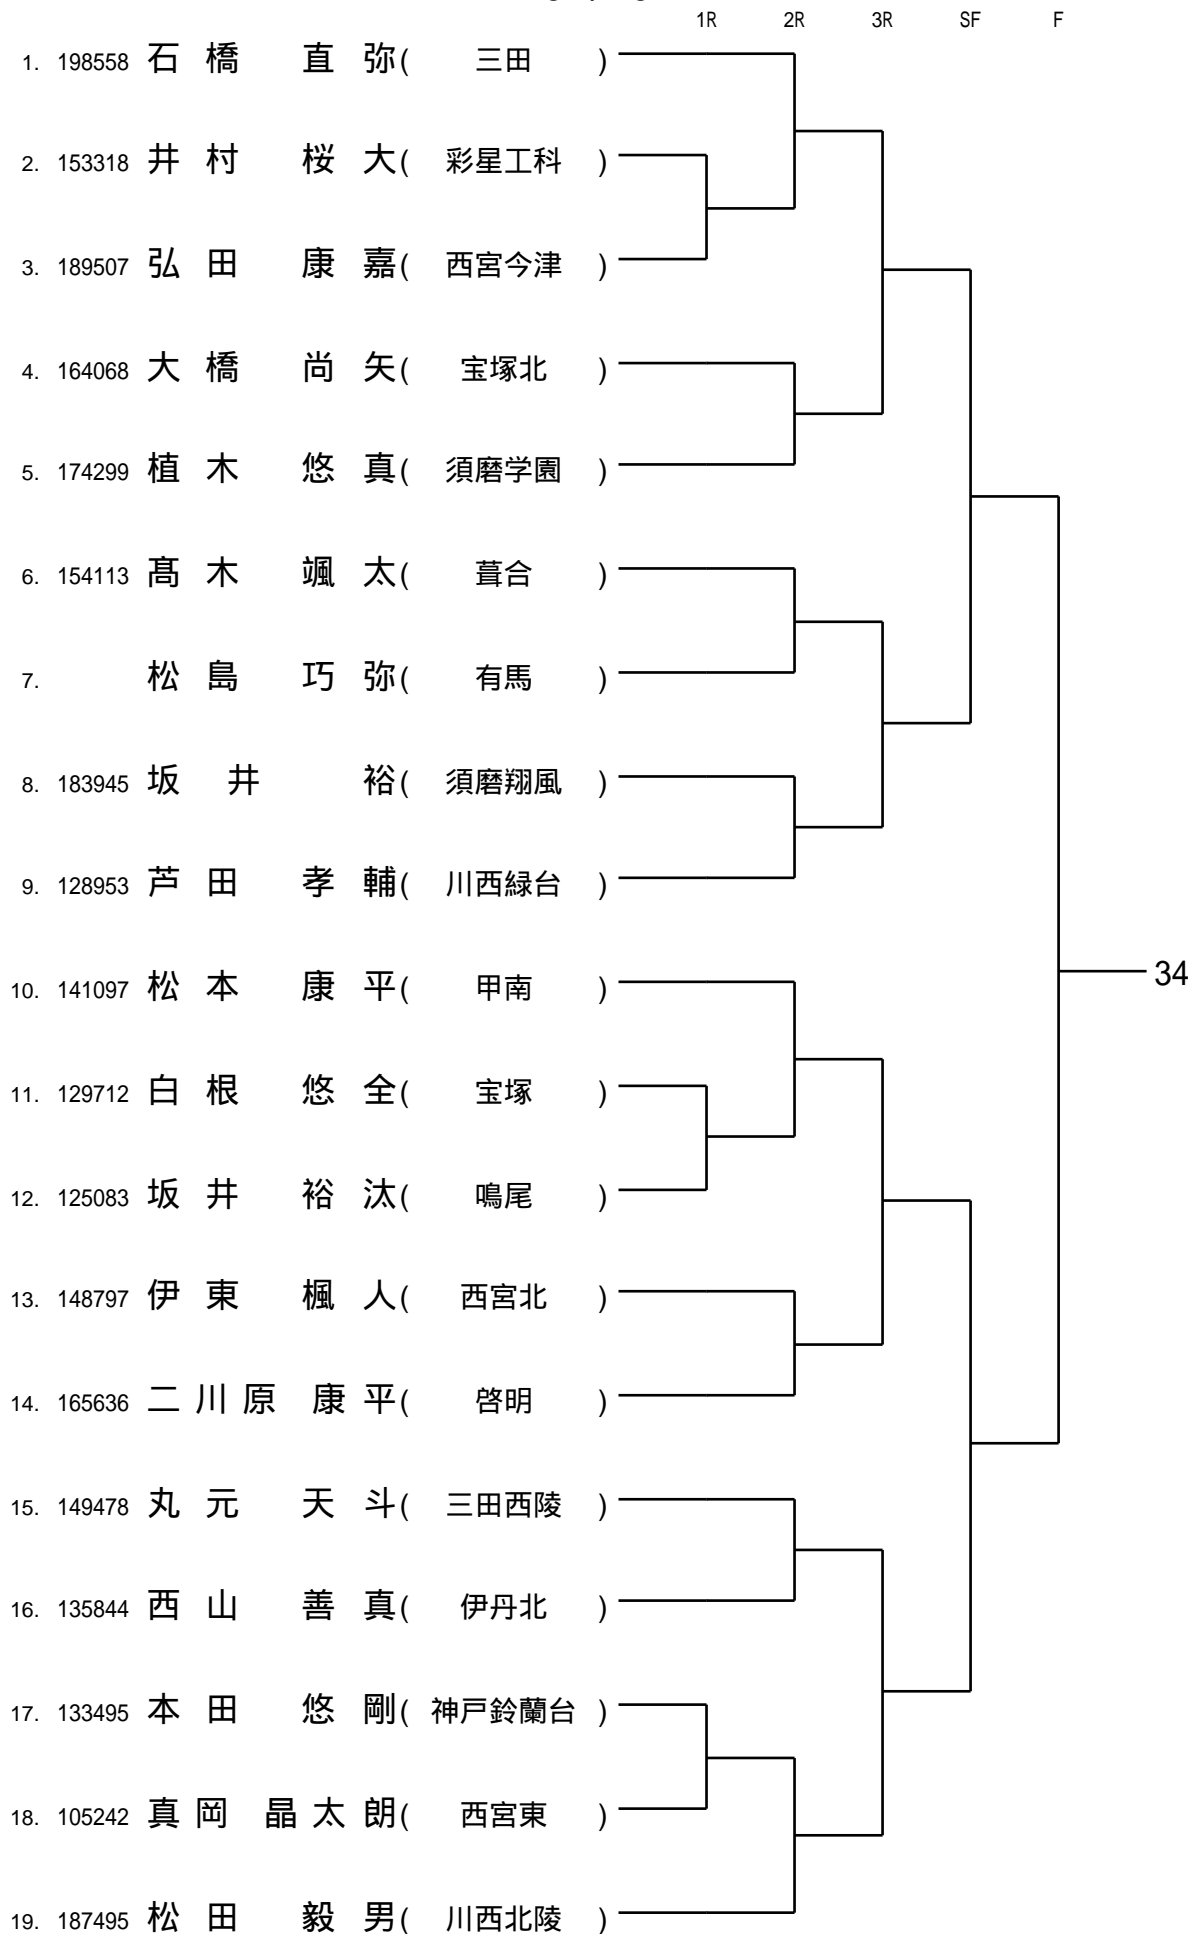 1R 2R 3R SF F
1. 198558 石橋 直弥( 三田 )
2. 153318 井村 桜大( 彩星工科 )
3. 189507 弘田 康嘉( 西宮今津 )
4. 164068 大橋 尚矢( 宝塚北 )
5. 174299 植木 悠真( 須磨学園 )
6. 154113 髙木 颯太( 葺合 )
7. 松島 巧弥( 有馬 )
8. 183945 坂井 裕( 須磨翔風 )
9. 128953 芦田 孝輔( 川西緑台 )
10. 141097 松本 康平( 甲南 )
34
11. 129712 白根 悠全( 宝塚 )
12. 125083 坂井 裕汰( 鳴尾 )
13. 148797 伊東 楓人( 西宮北 )
14. 165636 二川原 康平( 啓明 )
15. 149478 丸元 天斗( 三田西陵 )
16. 135844 西山 善真( 伊丹北 )
17. 133495 本田 悠剛( 神戸鈴蘭台 )
18. 105242 真岡 晶太朗( 西宮東 )
19. 187495 松田 毅男( 川西北陵 )